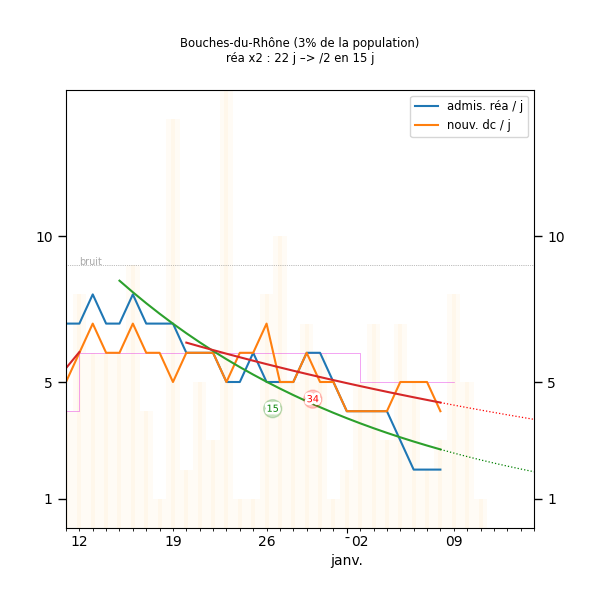 Bouches-du-Rhône (3% de la population)
réa x2 : 22 j –> /2 en 15 j
admis. réa / j
nouv. dc / j
10
10
bruit
5
5
15
34
1
1
12
19
26
02
09
janv.